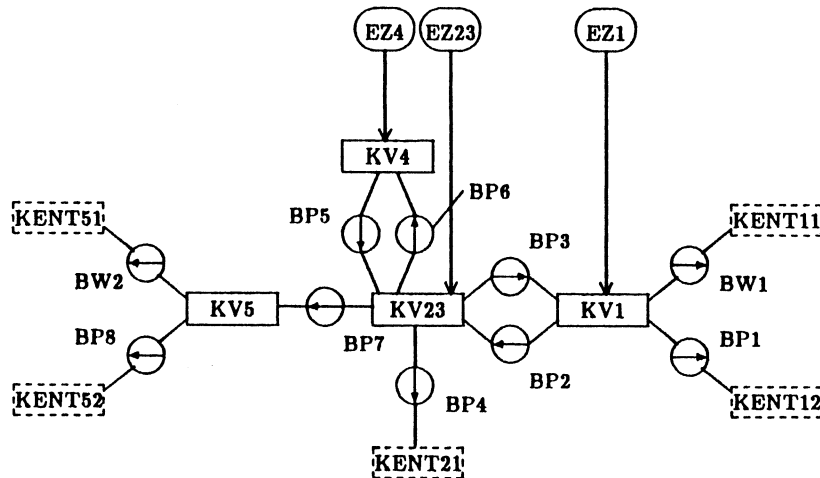 EZ4
EZ23
EZ1
KV4
BP5
BP6
KENT51
KENT11
BP3
BW2
BW1
KV5
KV23
KV1
BP8
BP7
BP2
BP1
KENT52
BP4
KENT12
KENT21